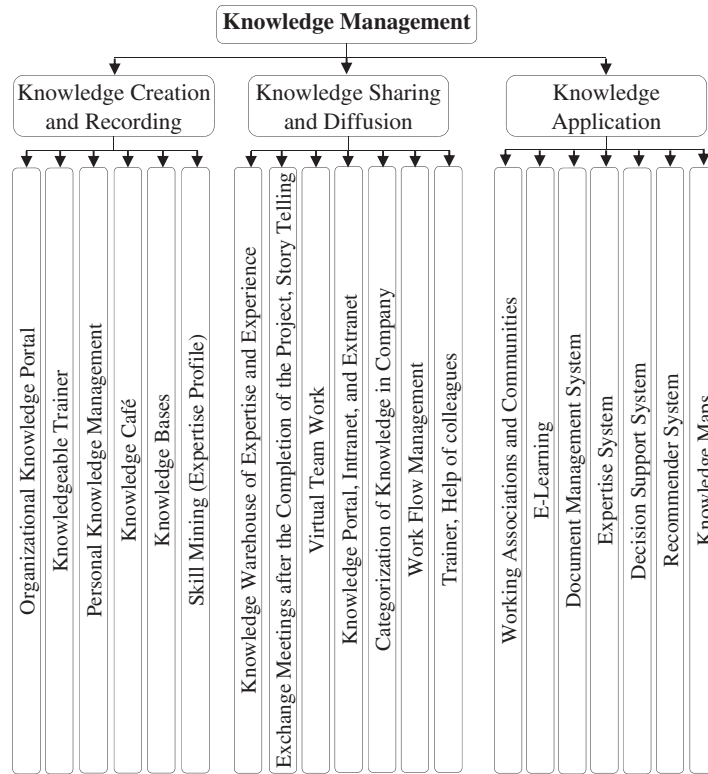 Knowledge Management
Knowledge Creation
and Recording
Knowledge Sharing
and Diffusion
Knowledge
Application
Organizational Knowledge Portal
Knowledgeable Trainer
Personal Knowledge Management
Knowledge Café
Knowledge Bases
Skill Mining (Expertise Profile)
Knowledge Warehouse of Expertise and Experience
Exchange Meetings after the Completion of the Project, Story Telling
Virtual Team Work
Knowledge Portal, Intranet, and Extranet
Categorization of Knowledge in Company
Work Flow Management
Trainer, Help of colleagues
Working Associations and Communities
E-Learning
Document Management System
Expertise System
Decision Support System
Recommender System
Knowledge Maps